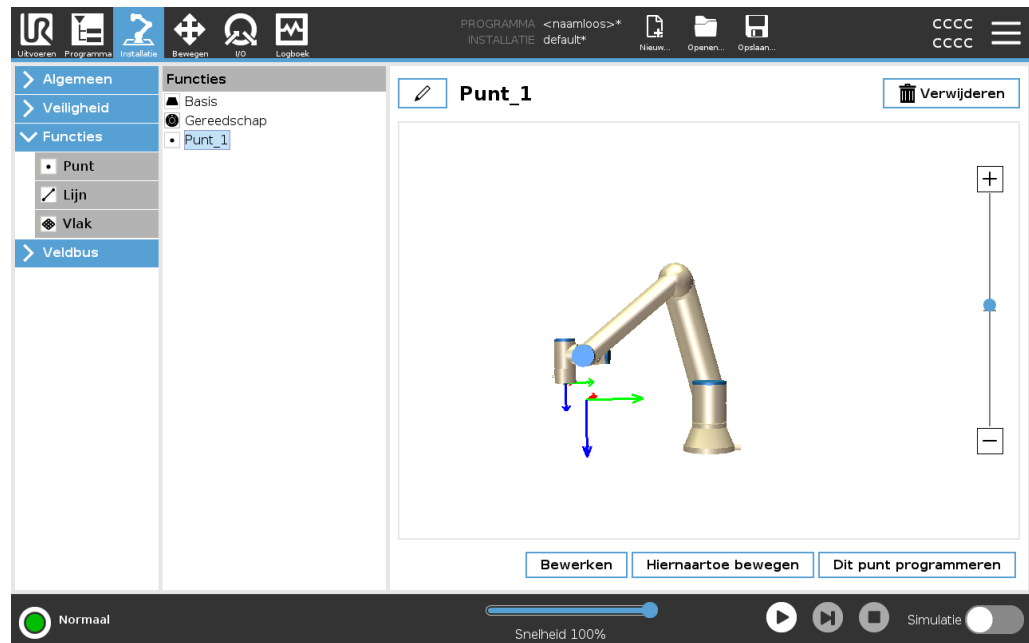 PROGRAMMA <naamloos>*
INSTALLATIE default*
Uitvoeren Programma Installatie Bewegen I/O Logboek
Nieuw... Openen... Opslaan...
CCCC
CCCC
Algemeen
Veiligheid
Functies
Punt
Lijn
Vlak
Veldbus
Functies
Basis
Gereedschap
Punt_1
Punt_1
Verwijderen
Bewerken
Hiernaartoe bewegen
Dit punt programmeren
Normaal
Snelheid 100%
Simulatie